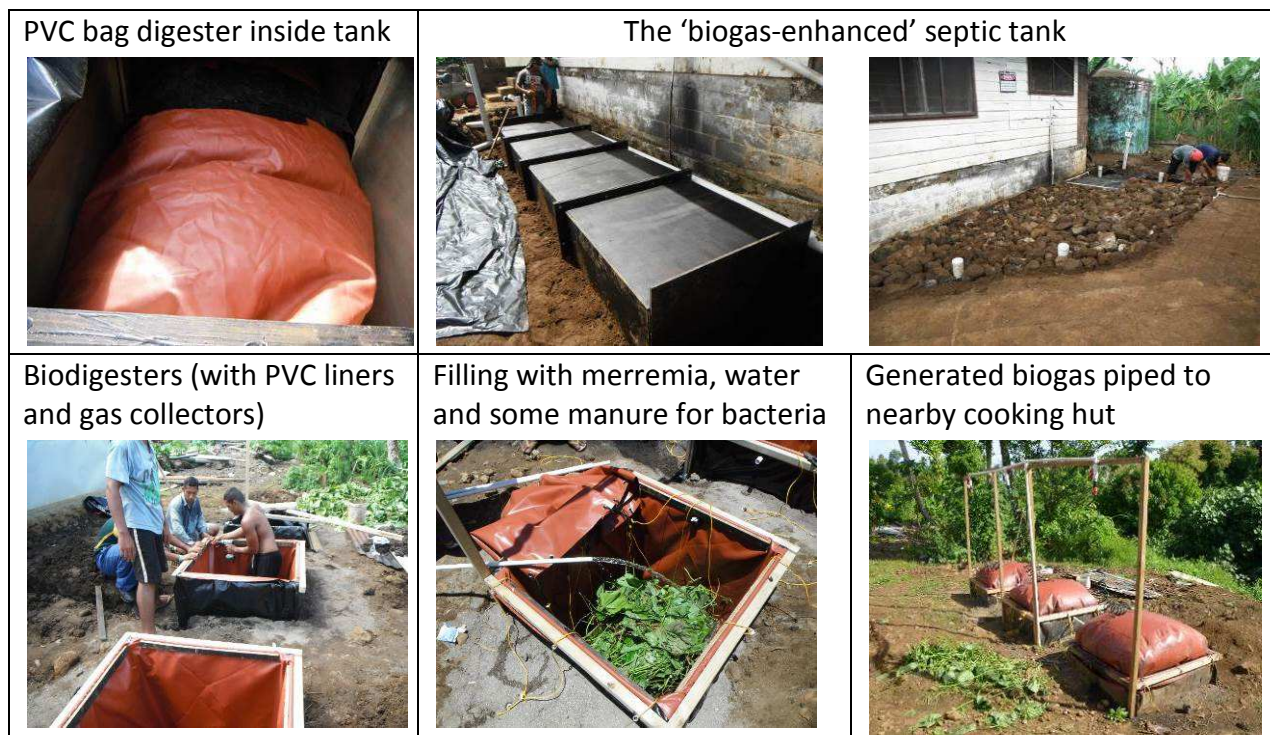 PVC bag digester inside tank
The ‘biogas-enhanced’ septic tank
Biodigesters (with PVC liners
and gas collectors)
Filling with merremia, water
and some manure for bacteria
Generated biogas piped to
nearby cooking hut